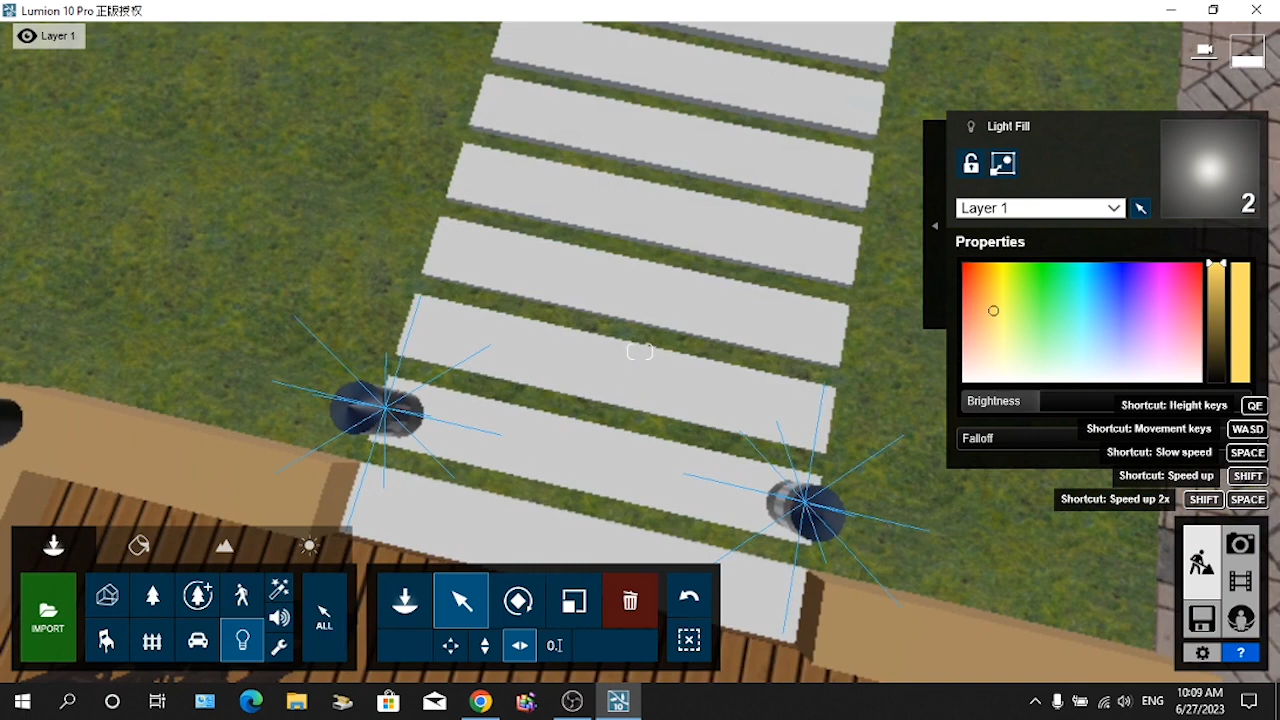 Lumion 10 Pro 正版授权
Layer 1
Light Fill
2
Layer 1
Properties
Brightness
Shortcut: Height keys QE
Falloff
Shortcut: Movement keys WASD
Shortcut: Slow speed SPACE
Shortcut: Speed up SHIFT
Shortcut: Speed up 2x SHIFT SPACE
IMPORT
ALL
0.
?
10
ENG
10:09 AM
6/27/2023